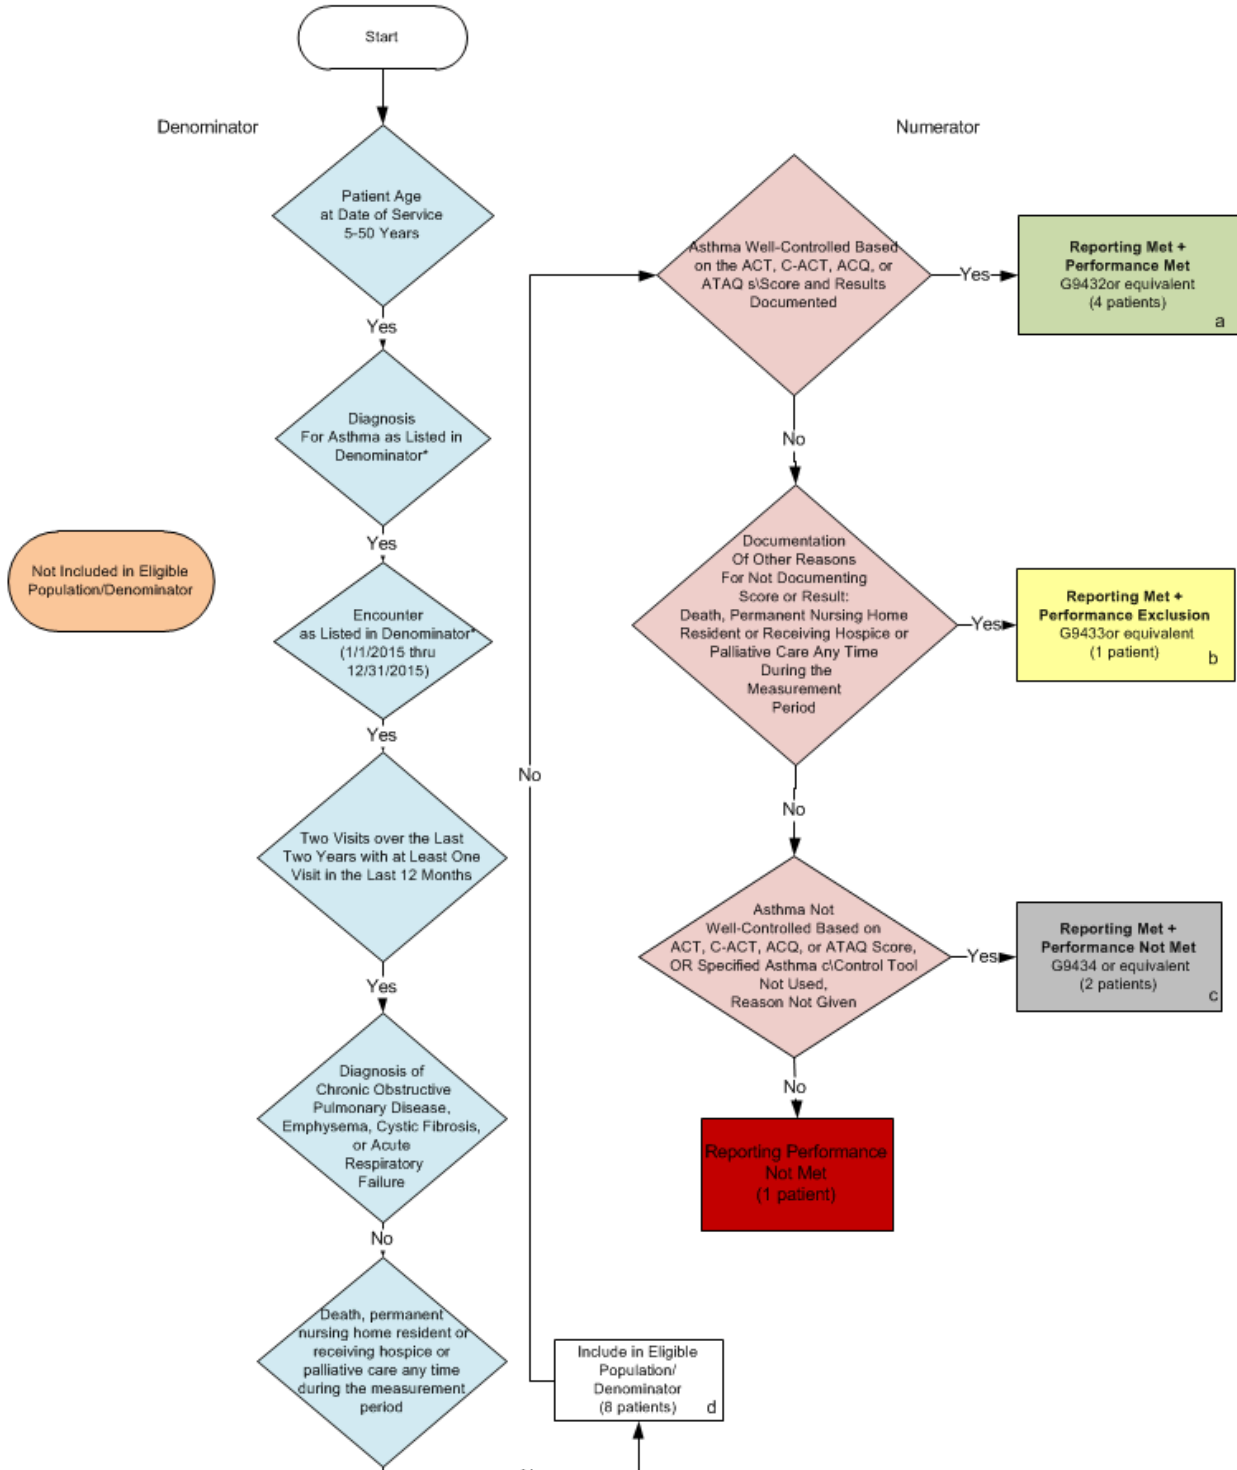 Start
Denominator
Patient Age
at Date of Service
5-50 Years
Yes
Diagnosis
For Asthma as Listed in
Denominator*
Yes
Not Included in Eligible
Population/Denominator
Encounter
as Listed in Denominator*
(1/1/2015 thru
12/31/2015)
Yes
Two Visits over the Last
Two Years with at Least One
Visit in the Last 12 Months
Yes
Diagnosis of
Chronic Obstructive
Pulmonary Disease,
Emphysema, Cystic Fibrosis,
or Acute
Respiratory
Failure
No
Death, permanent
nursing home resident or
receiving hospice or
palliative care any time
during the measurement
period
Include in Eligible
Population/
Denominator
(8 patients)
d
No
Numerator
Asthma Well-Controlled Based
on the ACT, C-ACT, ACQ, or
ATAQ s\Score and Results
Documented
Yes
Reporting Met +
Performance Met
G9432or equivalent
(4 patients)
a
No
Documentation
Of Other Reasons
For Not Documenting
Score or Result:
Death, Permanent Nursing Home
Resident or Receiving Hospice or
Palliative Care Any Time
During the
Measurement
Period
Yes
Reporting Met +
Performance Exclusion
G9433or equivalent
(1 patient)
b
No
Asthma Not
Well-Controlled Based on
ACT, C-ACT, ACQ, or ATAQ Score,
OR Specified Asthma c\Control Tool
Not Used,
Reason Not Given
Yes
Reporting Met +
Performance Not Met
G9434 or equivalent
(2 patients)
c
No
Reporting Performance
Not Met
(1 patient)